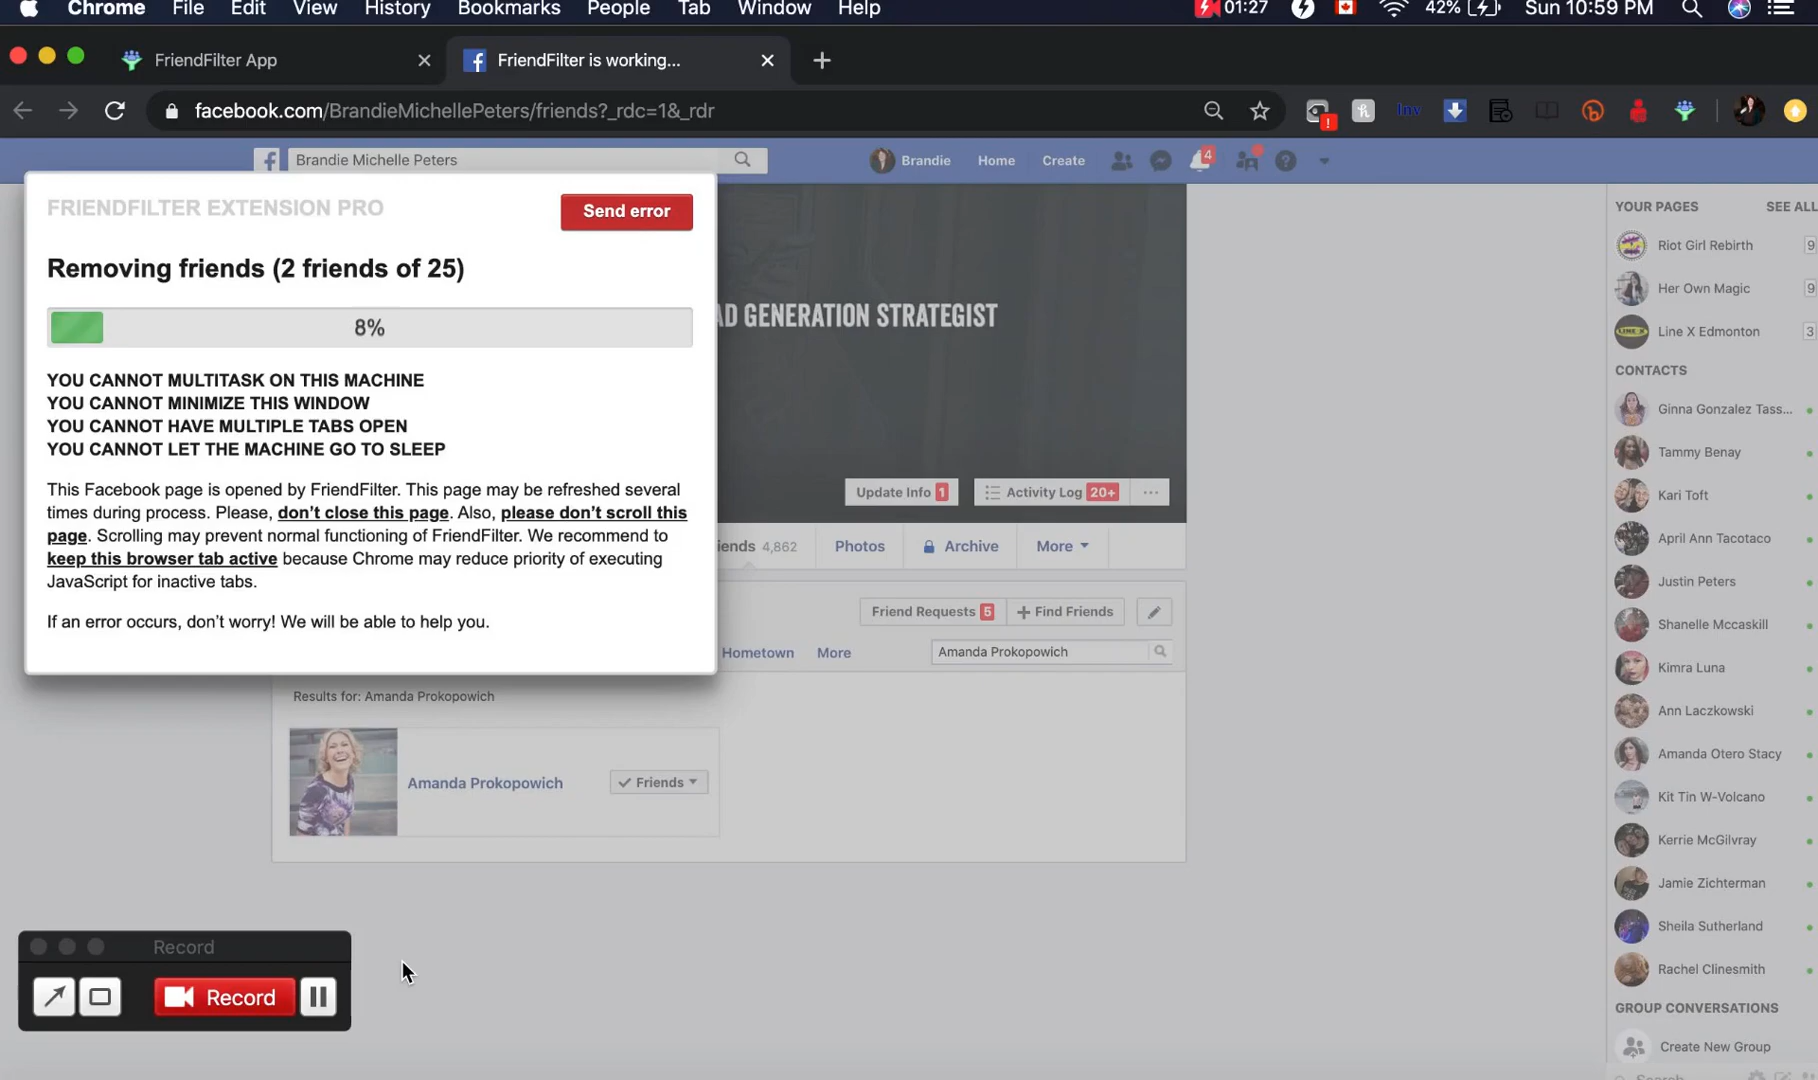 Chrome File Edit View History Bookmarks People Tab Window Help 01:27 42% Sun 10:59 PM
FriendFilter App
FriendFilter is working...
facebook.com/BrandieMichellePeters/friends?_rdc=1&_rdr
Inv
Brandie Michelle Peters
Brandie Home Create 4
FRIENDFILTER EXTENSION PRO
Send error
Removing friends (2 friends of 25)
8%
YOU CANNOT MULTITASK ON THIS MACHINE
YOU CANNOT MINIMIZE THIS WINDOW
YOU CANNOT HAVE MULTIPLE TABS OPEN
YOU CANNOT LET THE MACHINE GO TO SLEEP
This Facebook page is opened by FriendFilter. This page may be refreshed several
times during process. Please, don't close this page. Also, please don't scroll this
page. Scrolling may prevent normal functioning of FriendFilter. We recommend to
keep this browser tab active because Chrome may reduce priority of executing
JavaScript for inactive tabs.
If an error occurs, don't worry! We will be able to help you.
AD GENERATION STRATEGIST
Update Info 1
Activity Log 20+
iends 4,862 Photos Archive More
Friend Requests 5
Find Friends
Hometown More
Amanda Prokopowich
Results for: Amanda Prokopowich
Amanda Prokopowich
Friends
YOUR PAGES SEE ALL
Riot Girl Rebirth 9
Her Own Magic 9
LINE-X
Line X Edmonton 3
CONTACTS
Ginna Gonzalez Tass...
Tammy Benay
Kari Toft
April Ann Tacotaco
Justin Peters
Shanelle Mccaskill
Kimra Luna
Ann Laczkowski
Amanda Otero Stacy
Kit Tin W-Volcano
Kerrie McGilvray
Jamie Zichterman
Sheila Sutherland
Rachel Clinesmith
GROUP CONVERSATIONS
Create New Group
Record
Record